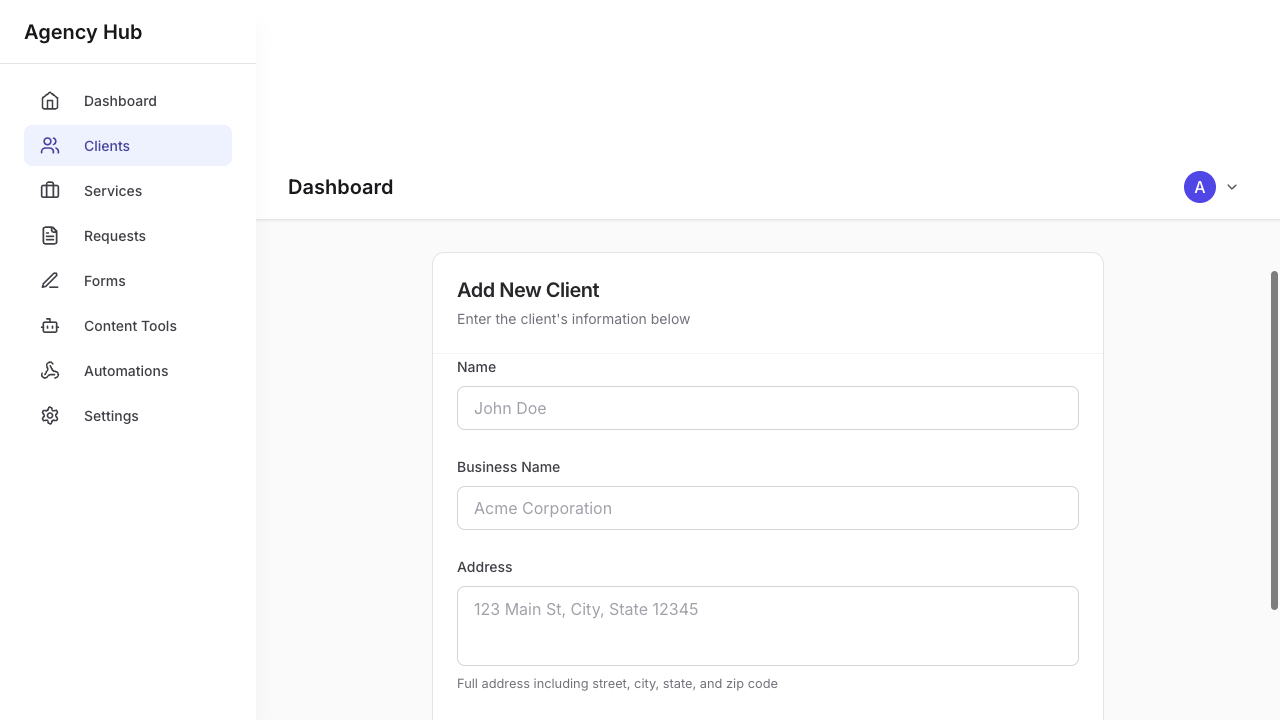 Agency Hub
Dashboard
Clients
Services
Requests
Forms
Content Tools
Automations
Settings
Dashboard
A
Add New Client
Enter the client's information below
Name
John Doe
Business Name
Acme Corporation
Address
123 Main St, City, State 12345
Full address including street, city, state, and zip code